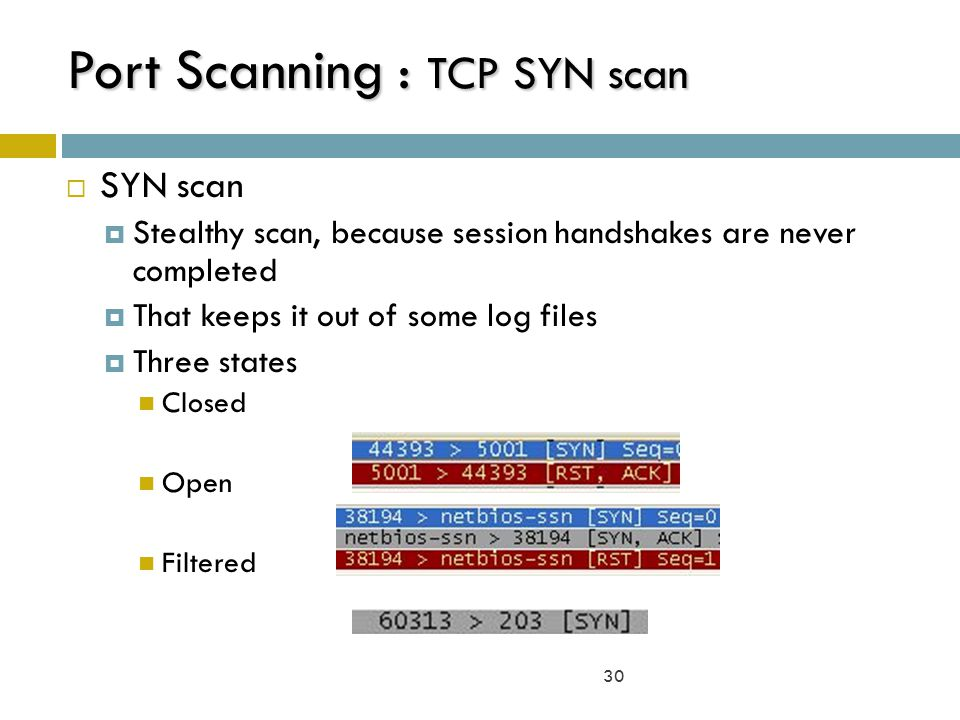 Port Scanning : TCP SYN scan
SYN scan
Stealthy scan, because session handshakes are never
completed
That keeps it out of some log files
Three states
Closed
44393 > 5001 [SYN] Seq=0
5001 > 44393 [RST, ACK]
Open
38194 > netbios-ssn [SYN] Seq=0
netbios-ssn > 38194 [SYN, ACK] S
38194 > netbios-ssn [RST] Seq=1
Filtered
60313 > 203 [SYN]
30